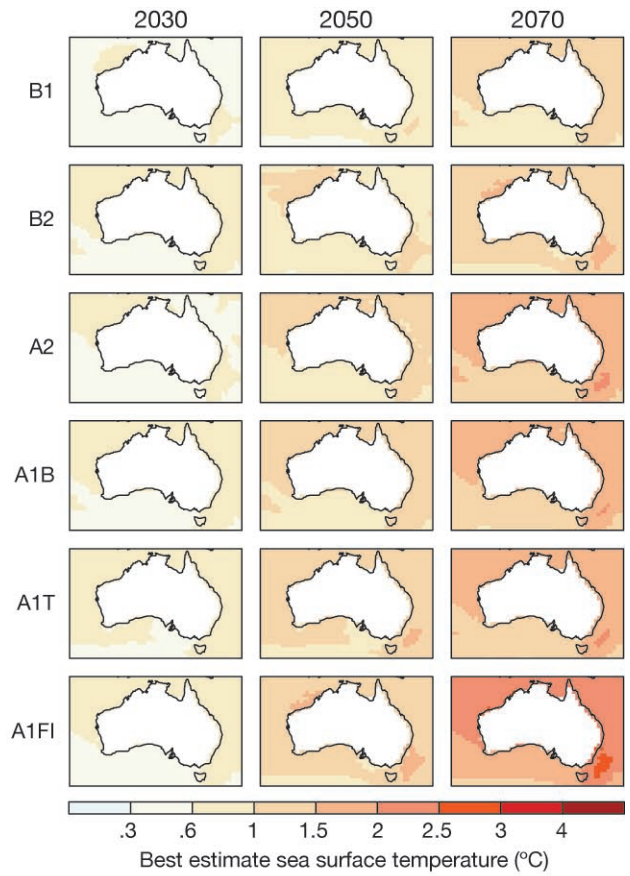 2030 2050 2070
B1
B2
A2
A1B
A1T
A1FI
.3 .6 1 1.5 2 2.5 3 4
Best estimate sea surface temperature (ºC)